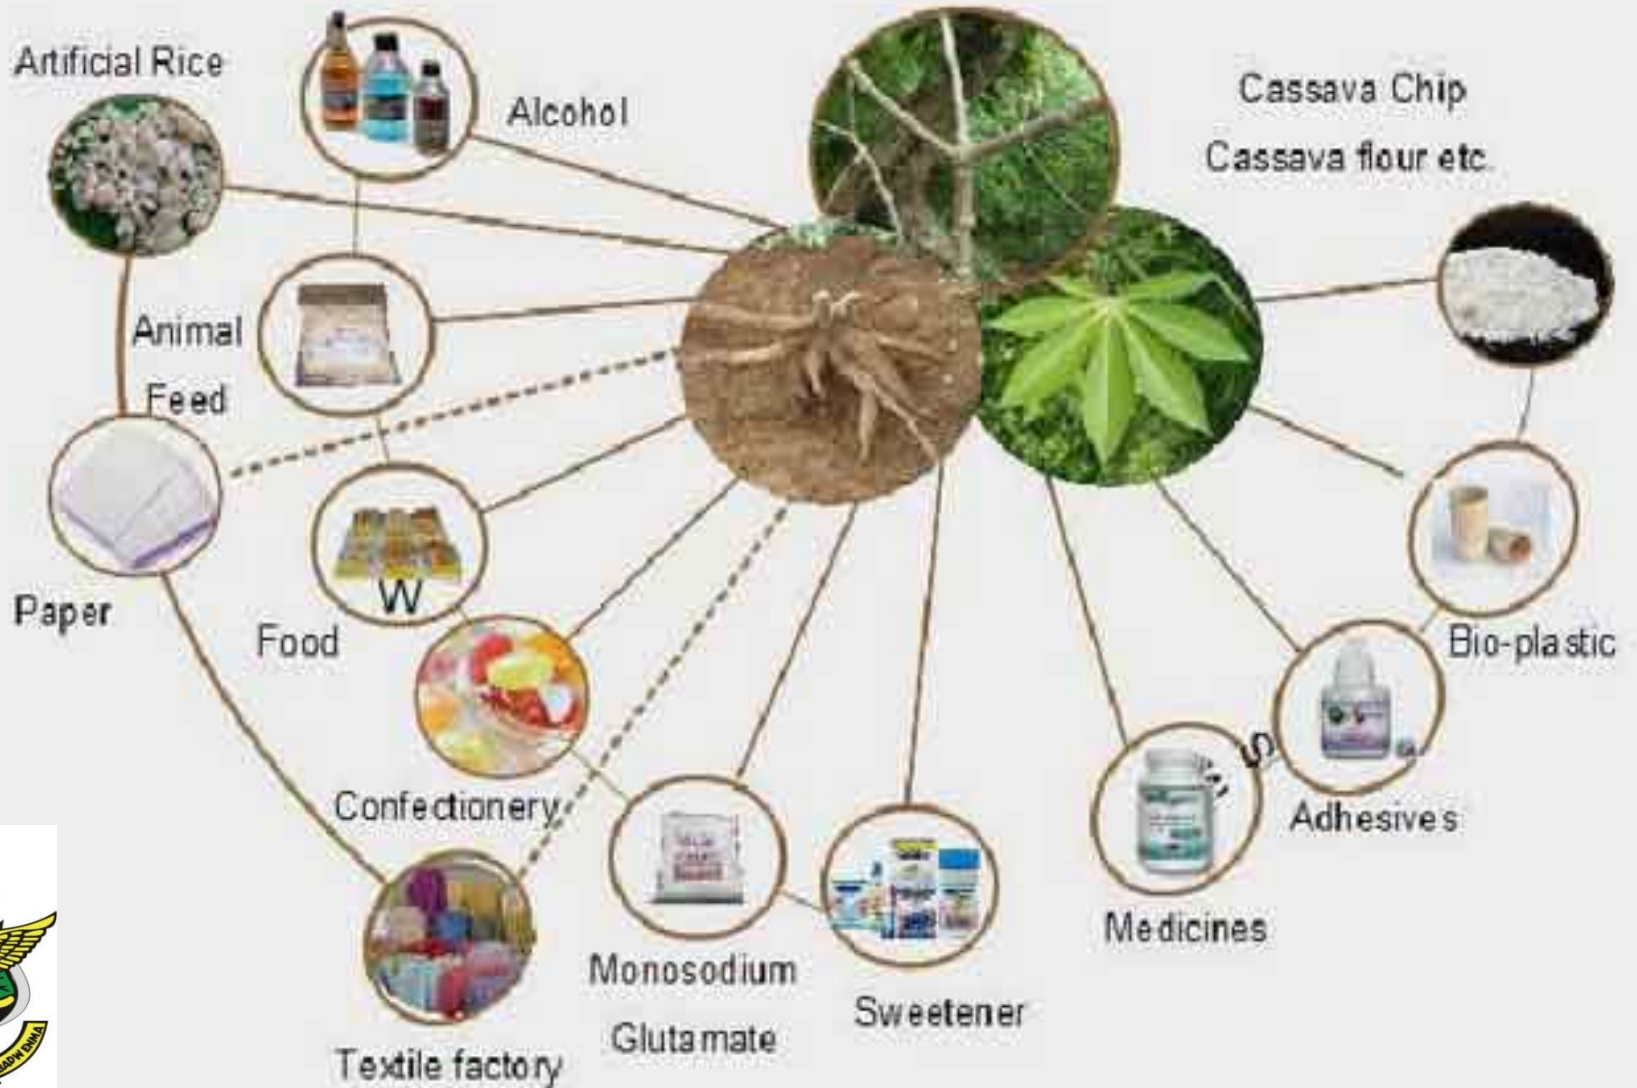 Artificial Rice
Alcohol
Cassava Chip
Cassava flour etc.
Animal
Feed
Paper
W
Food
Bio-plastic
Confectionery
S
Adhesives
Medicines
Monosodium
Glutamate
Sweetener
Textile factory